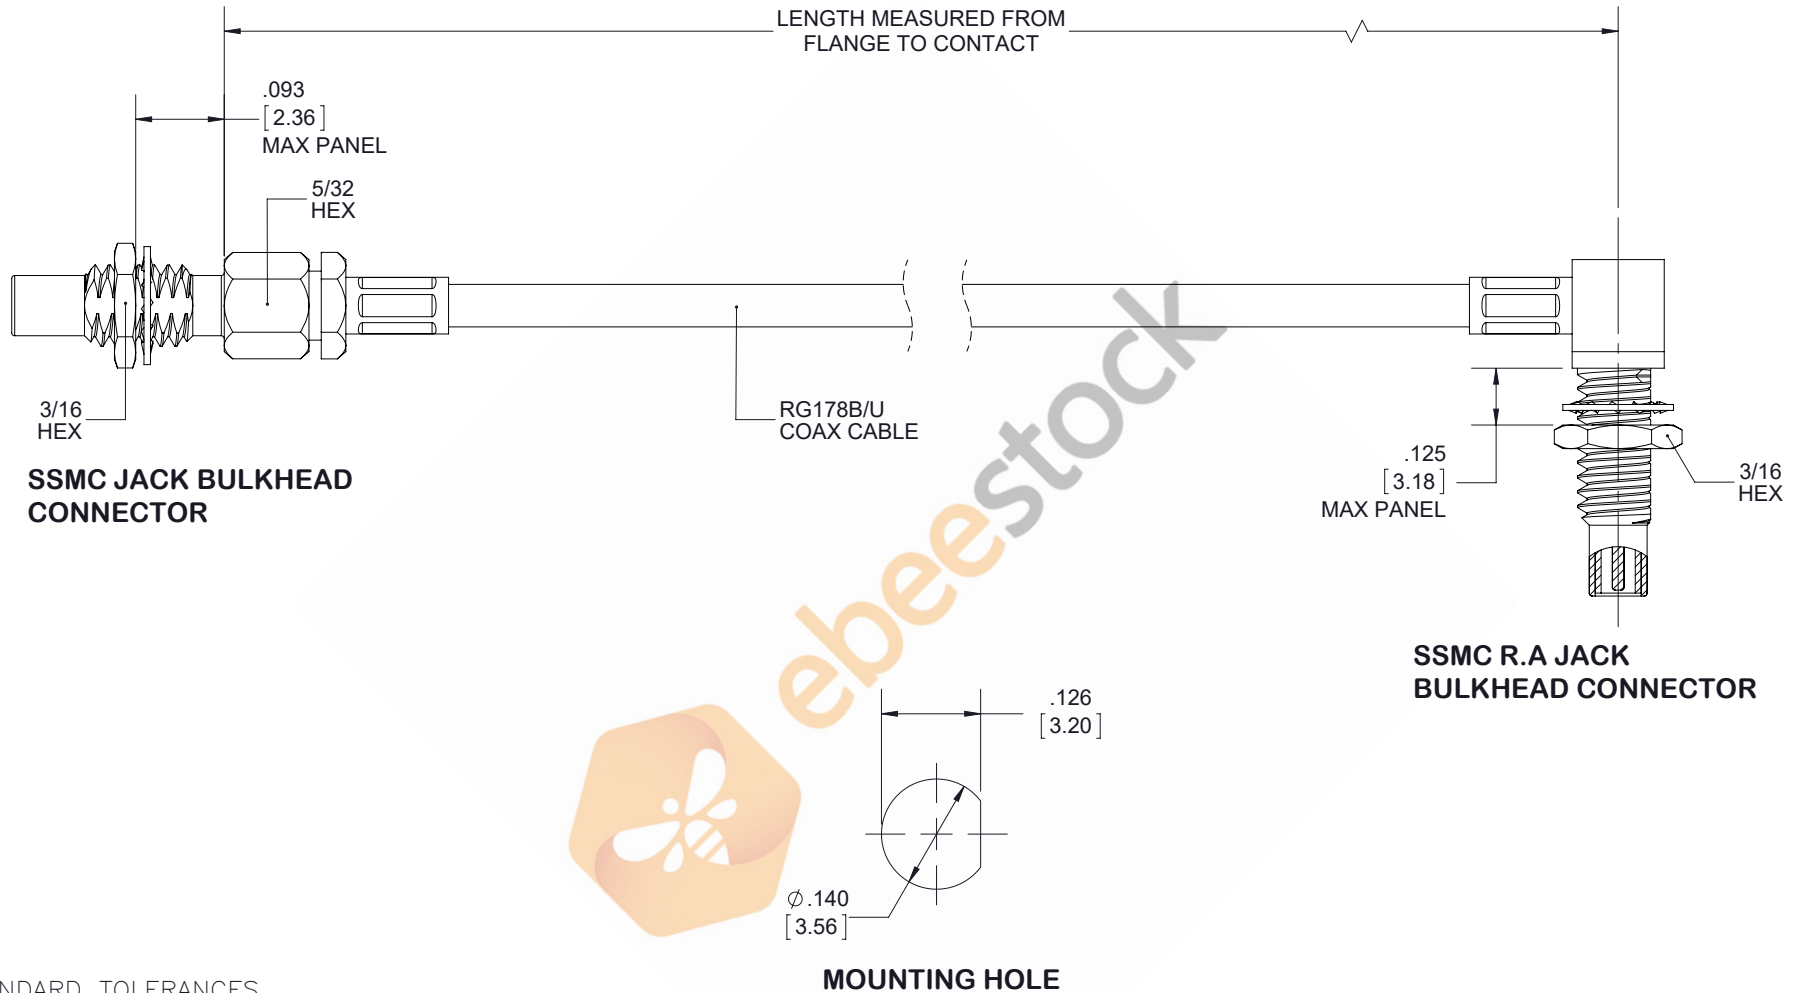 LENGTH MEASURED FROM
FLANGE TO CONTACT
.093
[2.36]
MAX PANEL
5/32
HEX
3/16
HEX
SSMC JACK BULKHEAD
CONNECTOR
RG178B/U
COAX CABLE
.125
[3.18]
MAX PANEL
3/16
HEX
SSMC R.A JACK
BULKHEAD CONNECTOR
ebeestock
.126
[3.20]
Ø.140
[3.56]
MOUNTING HOLE
NDARD TOLERANCES